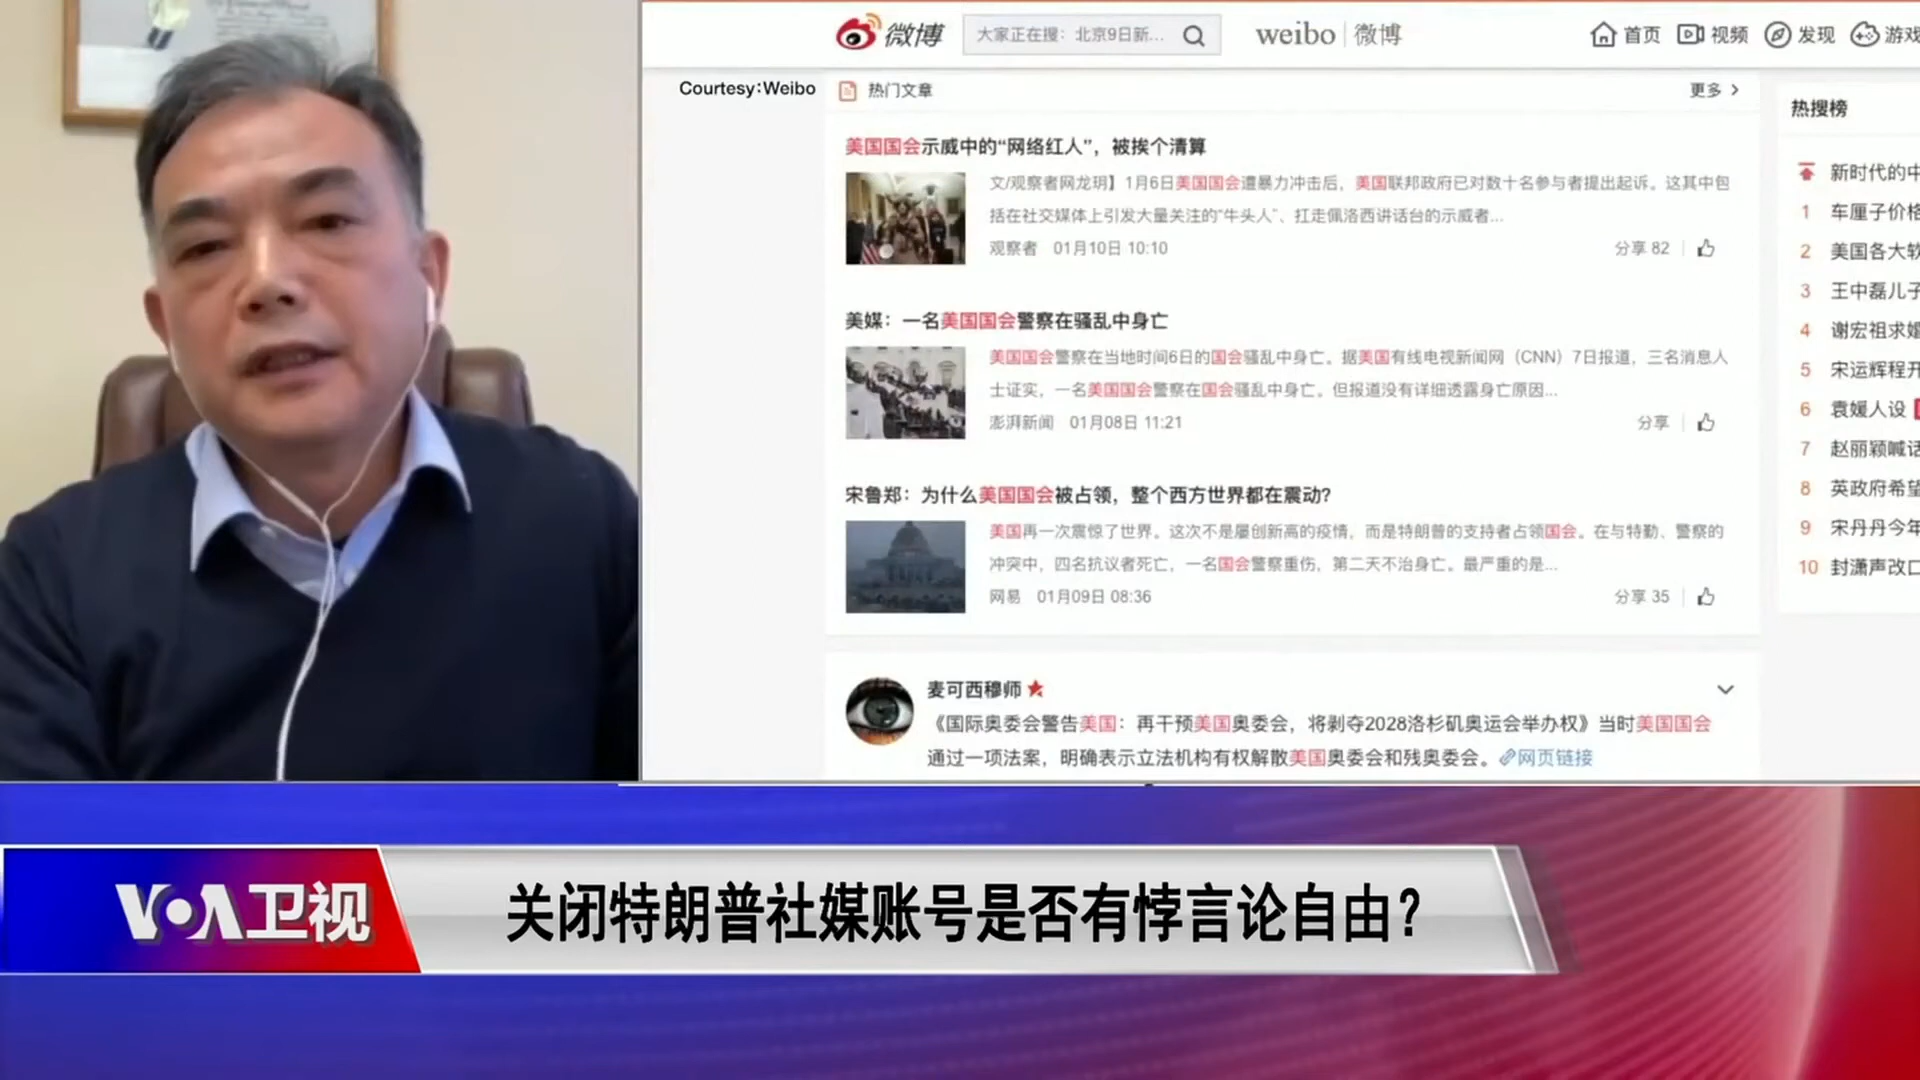 微博
大家正在搜：北京9日新...
weibo | 微博
首页
视频
发现
游戏
Courtesy:Weibo
热门文章
更多
美国国会示威中的“网络红人”，被挨个清算
文/观察者网龙玥】1月6日美国国会遭暴力冲击后，美国联邦政府已对数十名参与者提出起诉。这其中包
括在社交媒体上引发大量关注的“牛头人”、扛走佩洛西讲话台的示威者...
观察者 01月10日 10:10
分享 82
美媒：一名美国国会警察在骚乱中身亡
美国国会警察在当地时间6日的国会骚乱中身亡。据美国有线电视新闻网（CNN）7日报道，三名消息人
士证实，一名美国国会警察在国会骚乱中身亡。但报道没有详细透露身亡原因...
澎湃新闻 01月08日 11:21
分享
宋鲁郑：为什么美国国会被占领，整个西方世界都在震动?
美国再一次震惊了世界。这次不是屡创新高的疫情，而是特朗普的支持者占领国会。在与特勤、警察的
冲突中，四名抗议者死亡，一名国会警察重伤，第二天不治身亡。最严重的是...
网易 01月09日 08:36
分享 35
麦可西穆师
《国际奥委会警告美国：再干预美国奥委会，将剥夺2028洛杉矶奥运会举办权》当时美国国会
通过一项法案，明确表示立法机构有权解散美国奥委会和残奥委会。网页链接
热搜榜
新时代的中
1 车厘子价格
2 美国各大软
3 王中磊儿子
4 谢宏祖求婚
5 宋运辉程开
6 袁媛人设
7 赵丽颖喊话
8 英政府希望
9 宋丹丹今年
10 封潇声改口
VOA卫视
关闭特朗普社媒账号是否有悖言论自由？